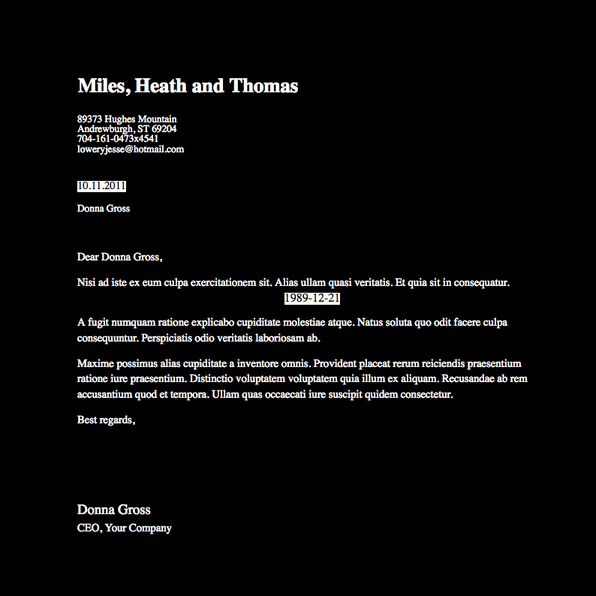 Miles, Heath and Thomas
89373 Hughes Mountain
Andrewburgh, ST 69204
704-161-0473x4541
loweryjesse@hotmail.com
10.11.2011
Donna Gross
Dear Donna Gross,
Nisi ad iste ex eum culpa exercitationem sit. Alias ullam quasi veritatis. Et quia sit in consequatur.
1989-12-21
A fugit numquam ratione explicabo cupiditate molestiae atque. Natus soluta quo odit facere culpa
consequuntur. Perspiciatis odio veritatis laboriosam ab.
Maxime possimus alias cupiditate a inventore omnis. Provident placeat rerum reiciendis praesentium
ratione iure praesentium. Distinctio voluptatem voluptatem quia illum ex aliquam. Recusandae ab rem
accusantium quod et tempora. Ullam quas occaecati iure suscipit quidem consectetur.
Best regards,
Donna Gross
CEO, Your Company